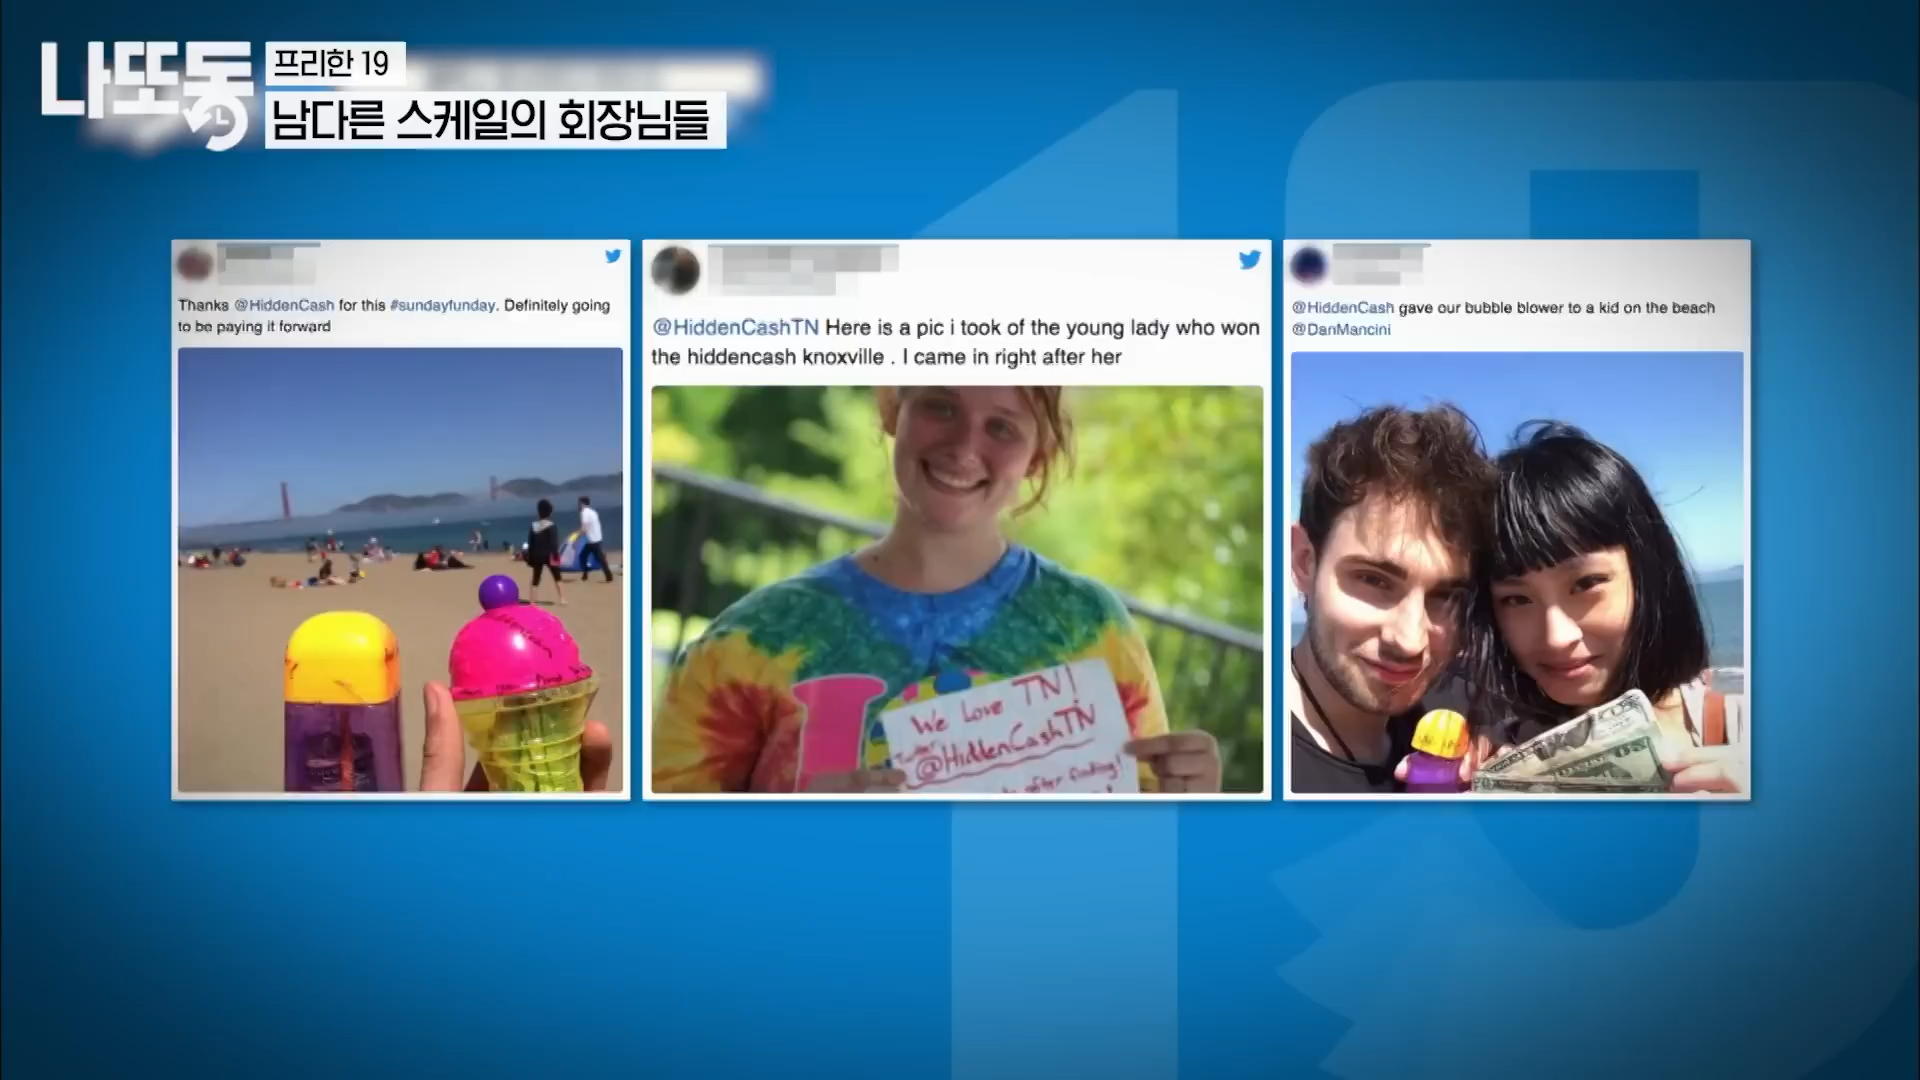 나또동
프리한 19
남다른 스케일의 회장님들
19
Thanks @HiddenCash for this #sundayfunday. Definitely going
to be paying it forward
@HiddenCashTN Here is a pic i took of the young lady who won
the hiddencash knoxville . I came in right after her
We Love TN!
@HiddenCashTN
after finding!
@HiddenCash gave our bubble blower to a kid on the beach
@DanMancini